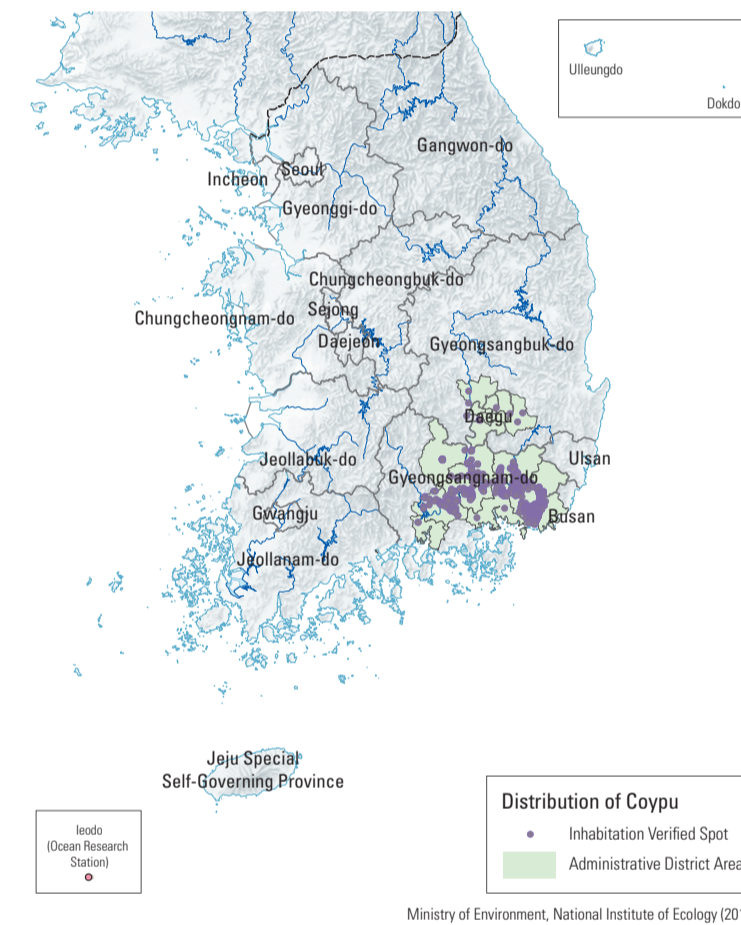 Ulleungdo
Dokdo
Gangwon-do
Seoul
Incheon
Gyeonggi-do
Chungcheongbuk-do
Sejong
Chungcheongnam-do
Daejeon
Gyeongsangbuk-do
Daegu
Jeollabuk-do
Ulsan
Gyeongsangnam-do
Gwangju
Busan
Jeollanam-do
Jeju Special
Self-Governing Province
Ieodo
(Ocean Research
Station)
Distribution of Coypu
Inhabitation Verified Spot
Administrative District Area
Ministry of Environment, National Institute of Ecology (201